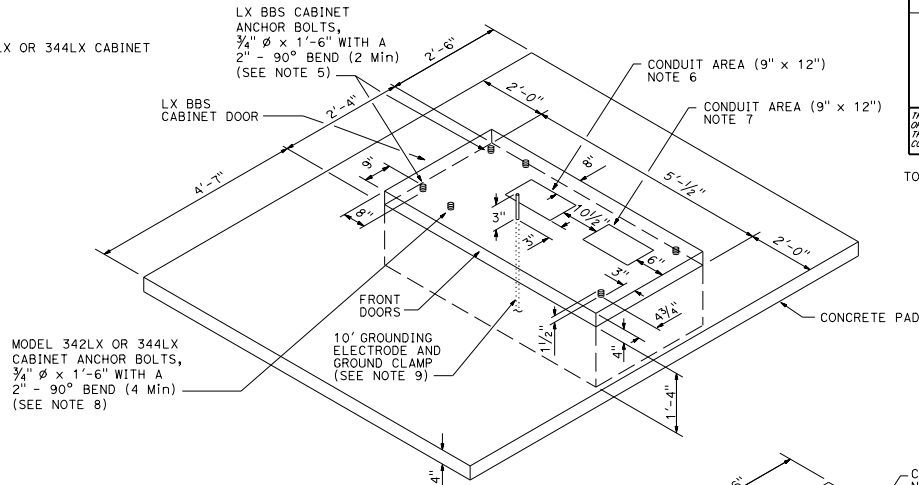 LX OR 344LX CABINET
LX BBS CABINET
ANCHOR BOLTS,
¾" Ø x 1'-6" WITH A
2" - 90° BEND (2 Min)
(SEE NOTE 5)
LX BBS
CABINET DOOR
2'-6"
2'-4"
4'-7"
2'-0"
CONDUIT AREA (9" x 12")
NOTE 6
CONDUIT AREA (9" x 12")
NOTE 7
TO
9"
8"
8"
5'-½"
10½"
3"
3"
6"
2'-0"
3"
4¾"
1½"
4"
1'-4"
FRONT
DOORS
10' GROUNDING
ELECTRODE AND
GROUND CLAMP
(SEE NOTE 9)
CONCRETE PAD
MODEL 342LX OR 344LX
CABINET ANCHOR BOLTS,
¾" Ø x 1'-6" WITH A
2" - 90° BEND (4 Min)
(SEE NOTE 8)
4"
6"
C